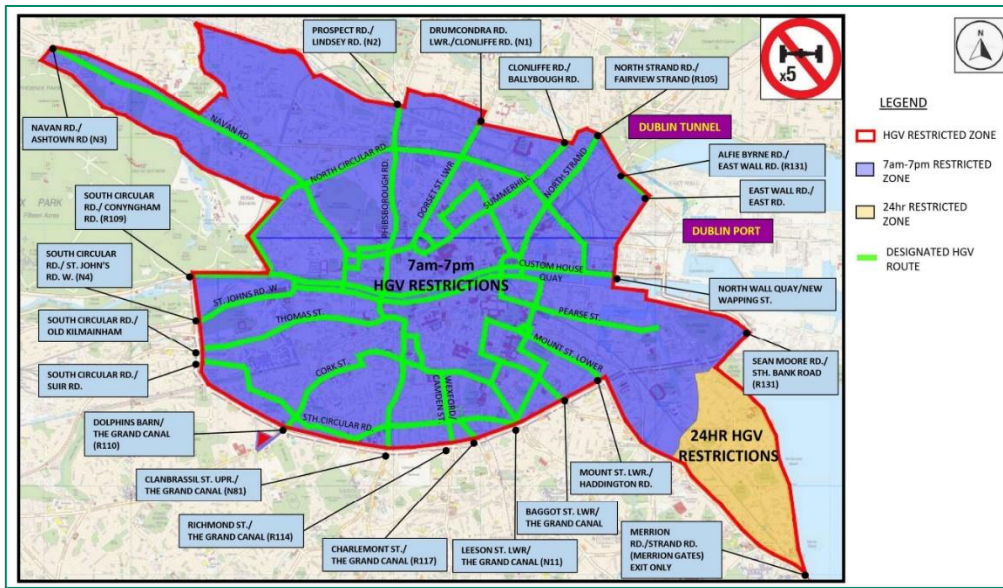 PROSPECT RD./
LINDSEY RD. (N2)
DRUMCONDRA RD.
LWR./CLONLIFFE RD. (N1)
CLONLIFFE RD./
BALLYBOUGH RD.
NORTH STRAND RD./
FAIRVIEW STRAND (R105)
x5
N
NAVAN RD./
ASHTOWN RD (N3)
DUBLIN TUNNEL
ALFIE BYRNE RD./
EAST WALL RD. (R131)
EAST WALL RD./
EAST RD.
DUBLIN PORT
SOUTH CIRCULAR
RD./ CONYNGHAM
RD. (R109)
SOUTH CIRCULAR
RD./ ST. JOHN'S
RD. W. (N4)
SOUTH CIRCULAR RD./
OLD KILMAINHAM
SOUTH CIRCULAR RD./
SUIR RD.
DOLPHINS BARN/
THE GRAND CANAL
(R110)
CLANBRASSIL ST. UPR./
THE GRAND CANAL (N81)
RICHMOND ST./
THE GRAND CANAL (R114)
CHARLEMONT ST./
THE GRAND CANAL (R117)
LEESON ST. LWR/
THE GRAND CANAL (N11)
BAGGOT ST. LWR/
THE GRAND CANAL
MOUNT ST. LWR./
HADDINGTON RD.
MERRION
RD./STRAND RD.
(MERRION GATES)
EXIT ONLY
SEAN MOORE RD./
STH. BANK ROAD
(R131)
NORTH WALL QUAY/NEW
WAPPING ST.
NAVAN RD.
NORTH CIRCULAR RD.
PHIBSBOROUGH RD.
DORSET ST. LWR
SUMMERHILL
NORTH STRAND
7am-7pm
HGV RESTRICTIONS
CUSTOM HOUSE
QUAY
ST. JOHNS RD. W
THOMAS ST.
PEARSE ST.
MOUNT ST. LOWER
CORK ST.
WEXFORD/
CAMDEN ST.
STH. CIRCULAR RD.
24HR HGV
RESTRICTIONS
LEGEND
HGV RESTRICTED ZONE
7am-7pm RESTRICTED
ZONE
24hr RESTRICTED
ZONE
DESIGNATED HGV
ROUTE